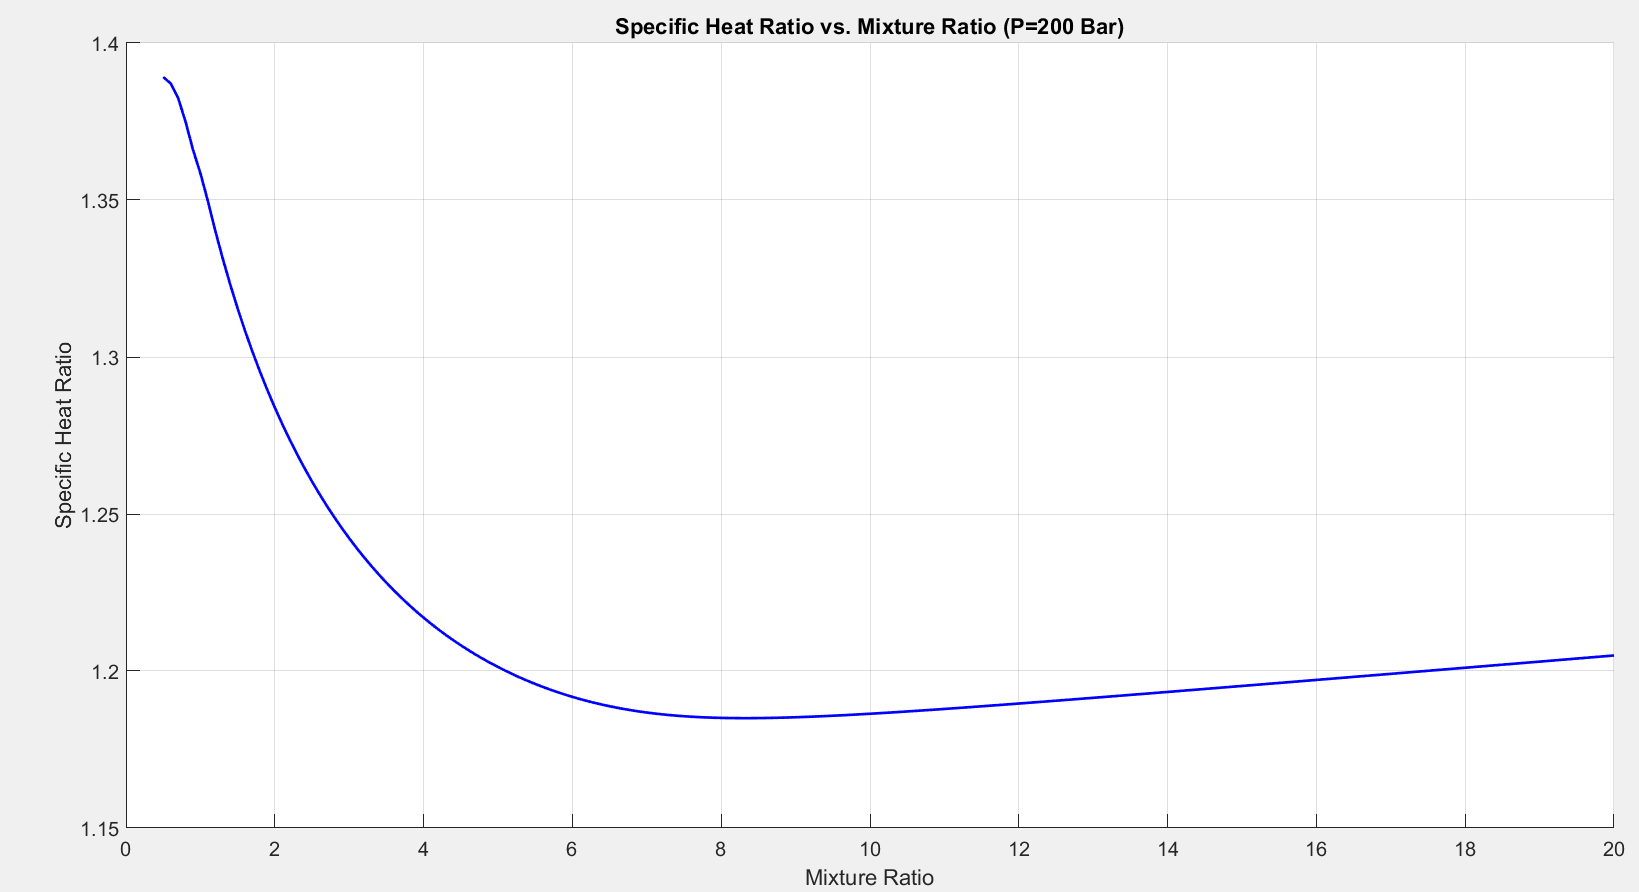 Specific Heat Ratio vs. Mixture Ratio (P=200 Bar)
1.4
1.35
1.3
1.25
1.2
1.15
Specific Heat Ratio
0 2 4 6 8 10 12 14 16 18 20
Mixture Ratio